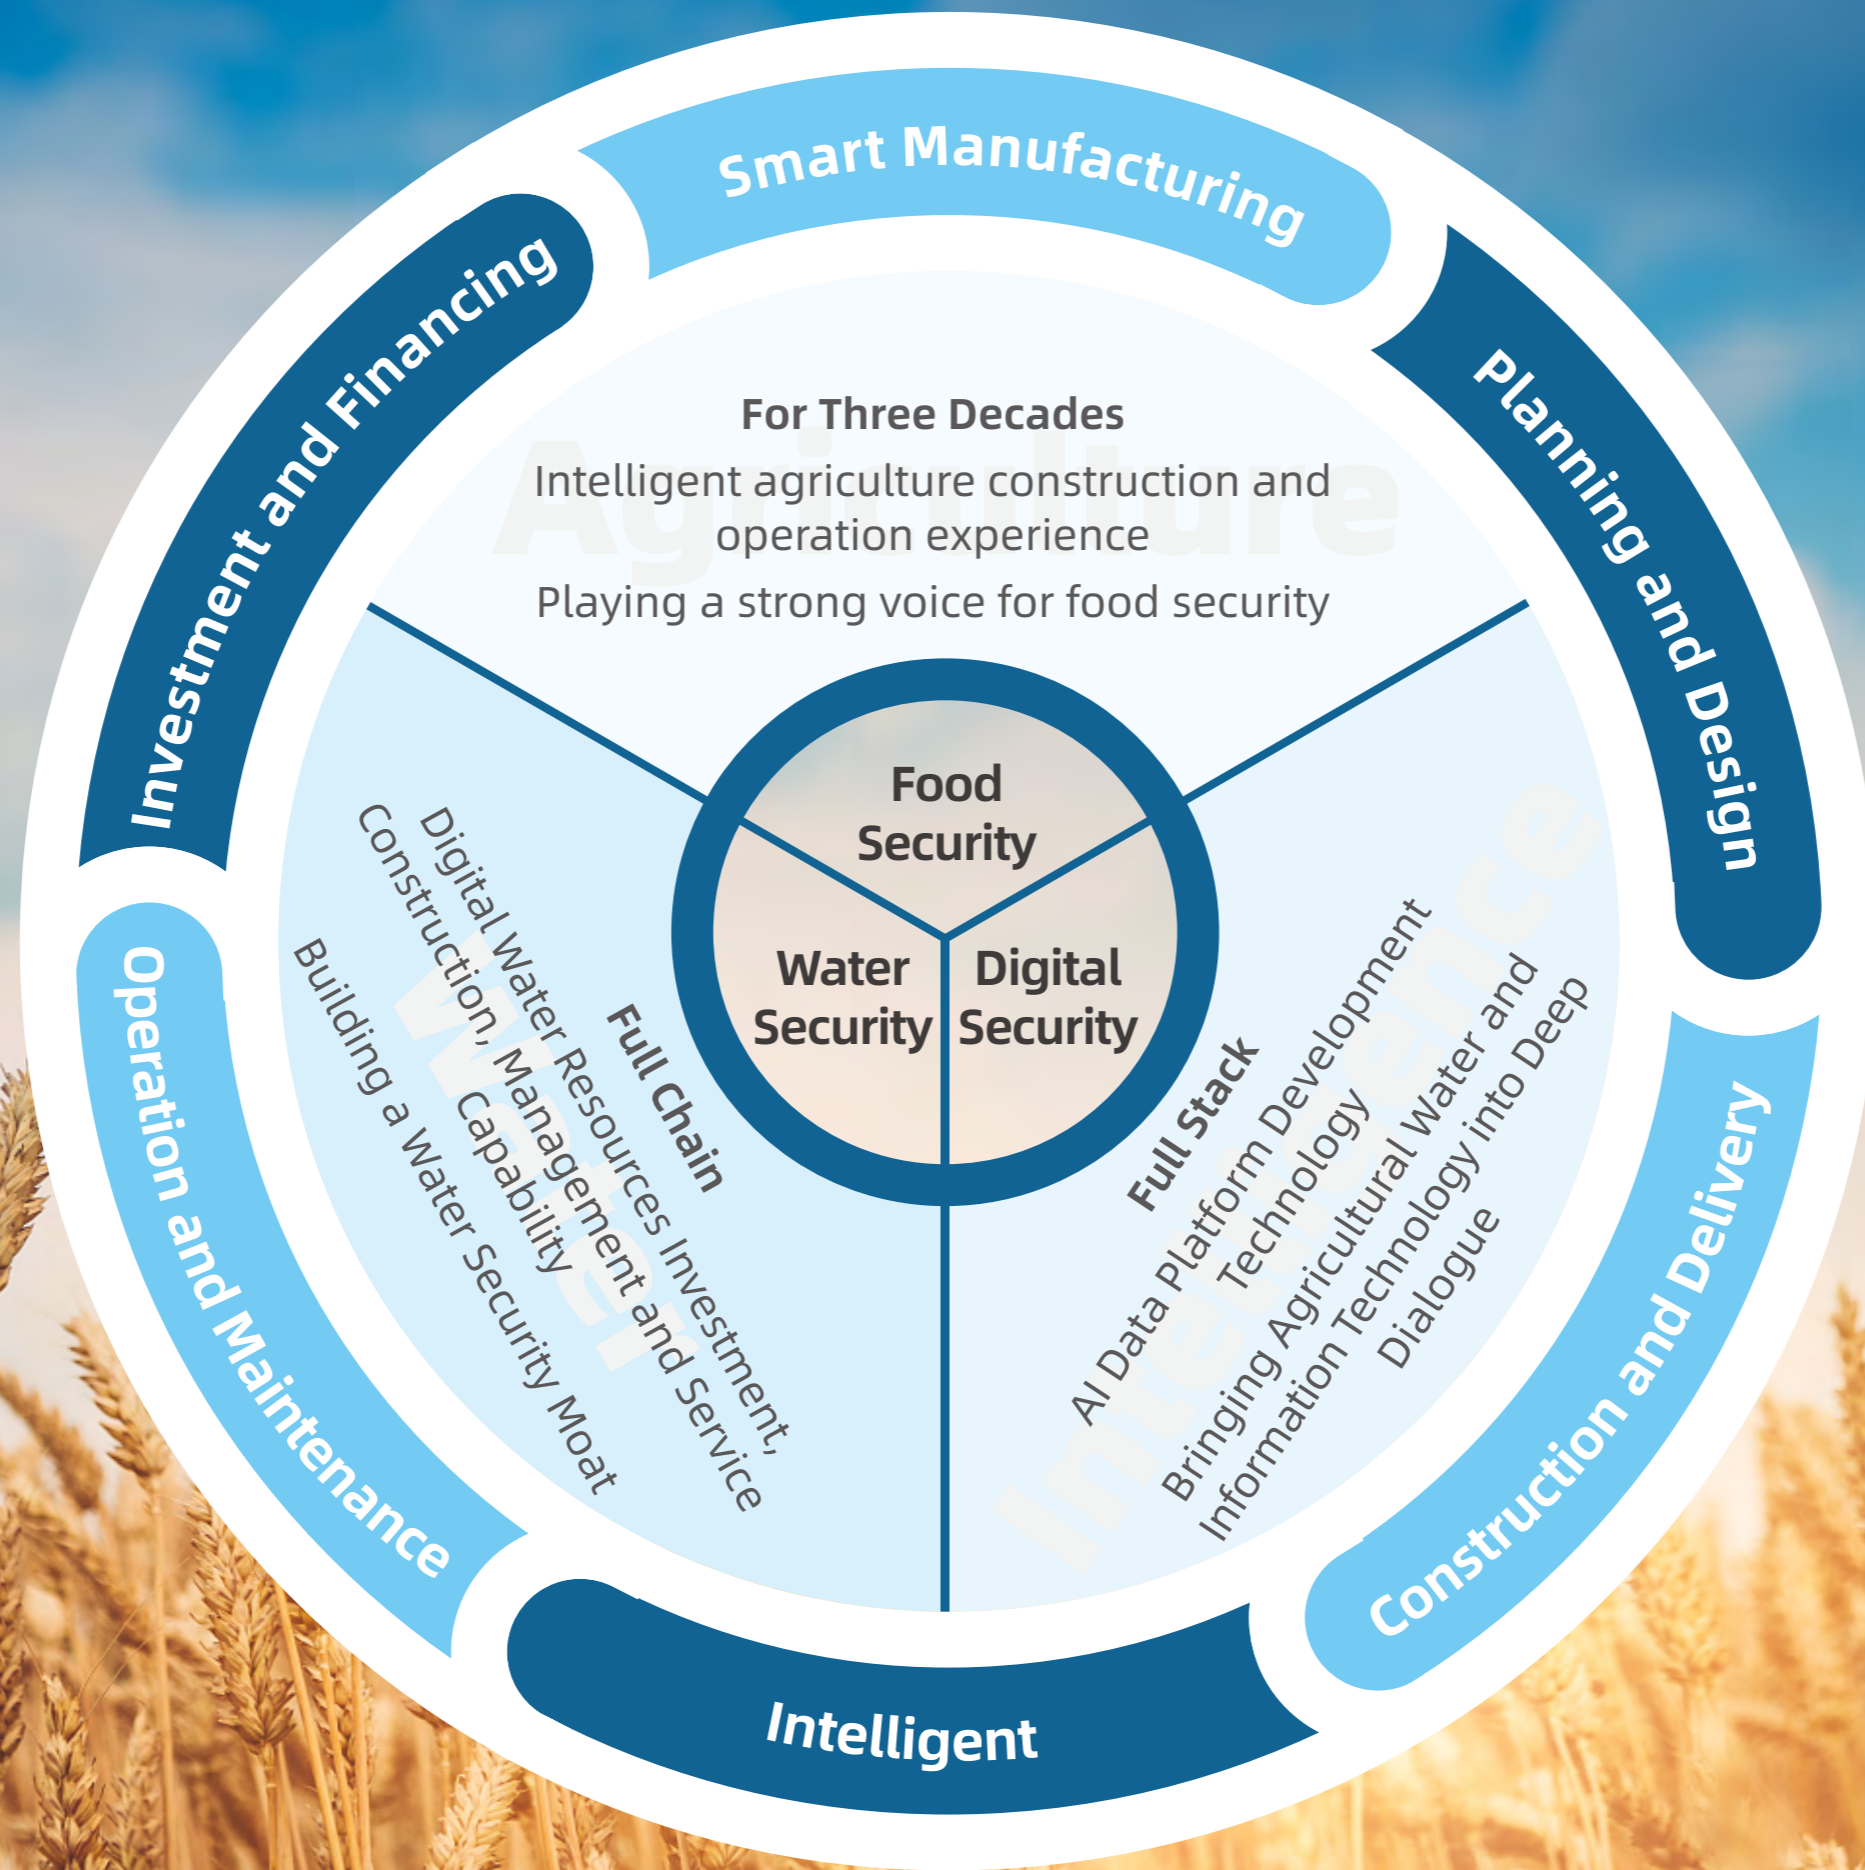 Smart Manufacturing
Planning and Design
Construction and Delivery
Intelligent
Operation and Maintenance
Investment and Financing
Agriculture
For Three Decades
Intelligent agriculture construction and
operation experience
Playing a strong voice for food security
Food
Security
Water
Security
Digital
Security
Water
Full Chain
Digital Water Resources Investment,
Construction, Management and Service
Capability
Building a Water Security Moat
Intelligence
Full Stack
AI Data Platform Development
Technology
Bringing Agricultural Water and
Information Technology into Deep
Dialogue